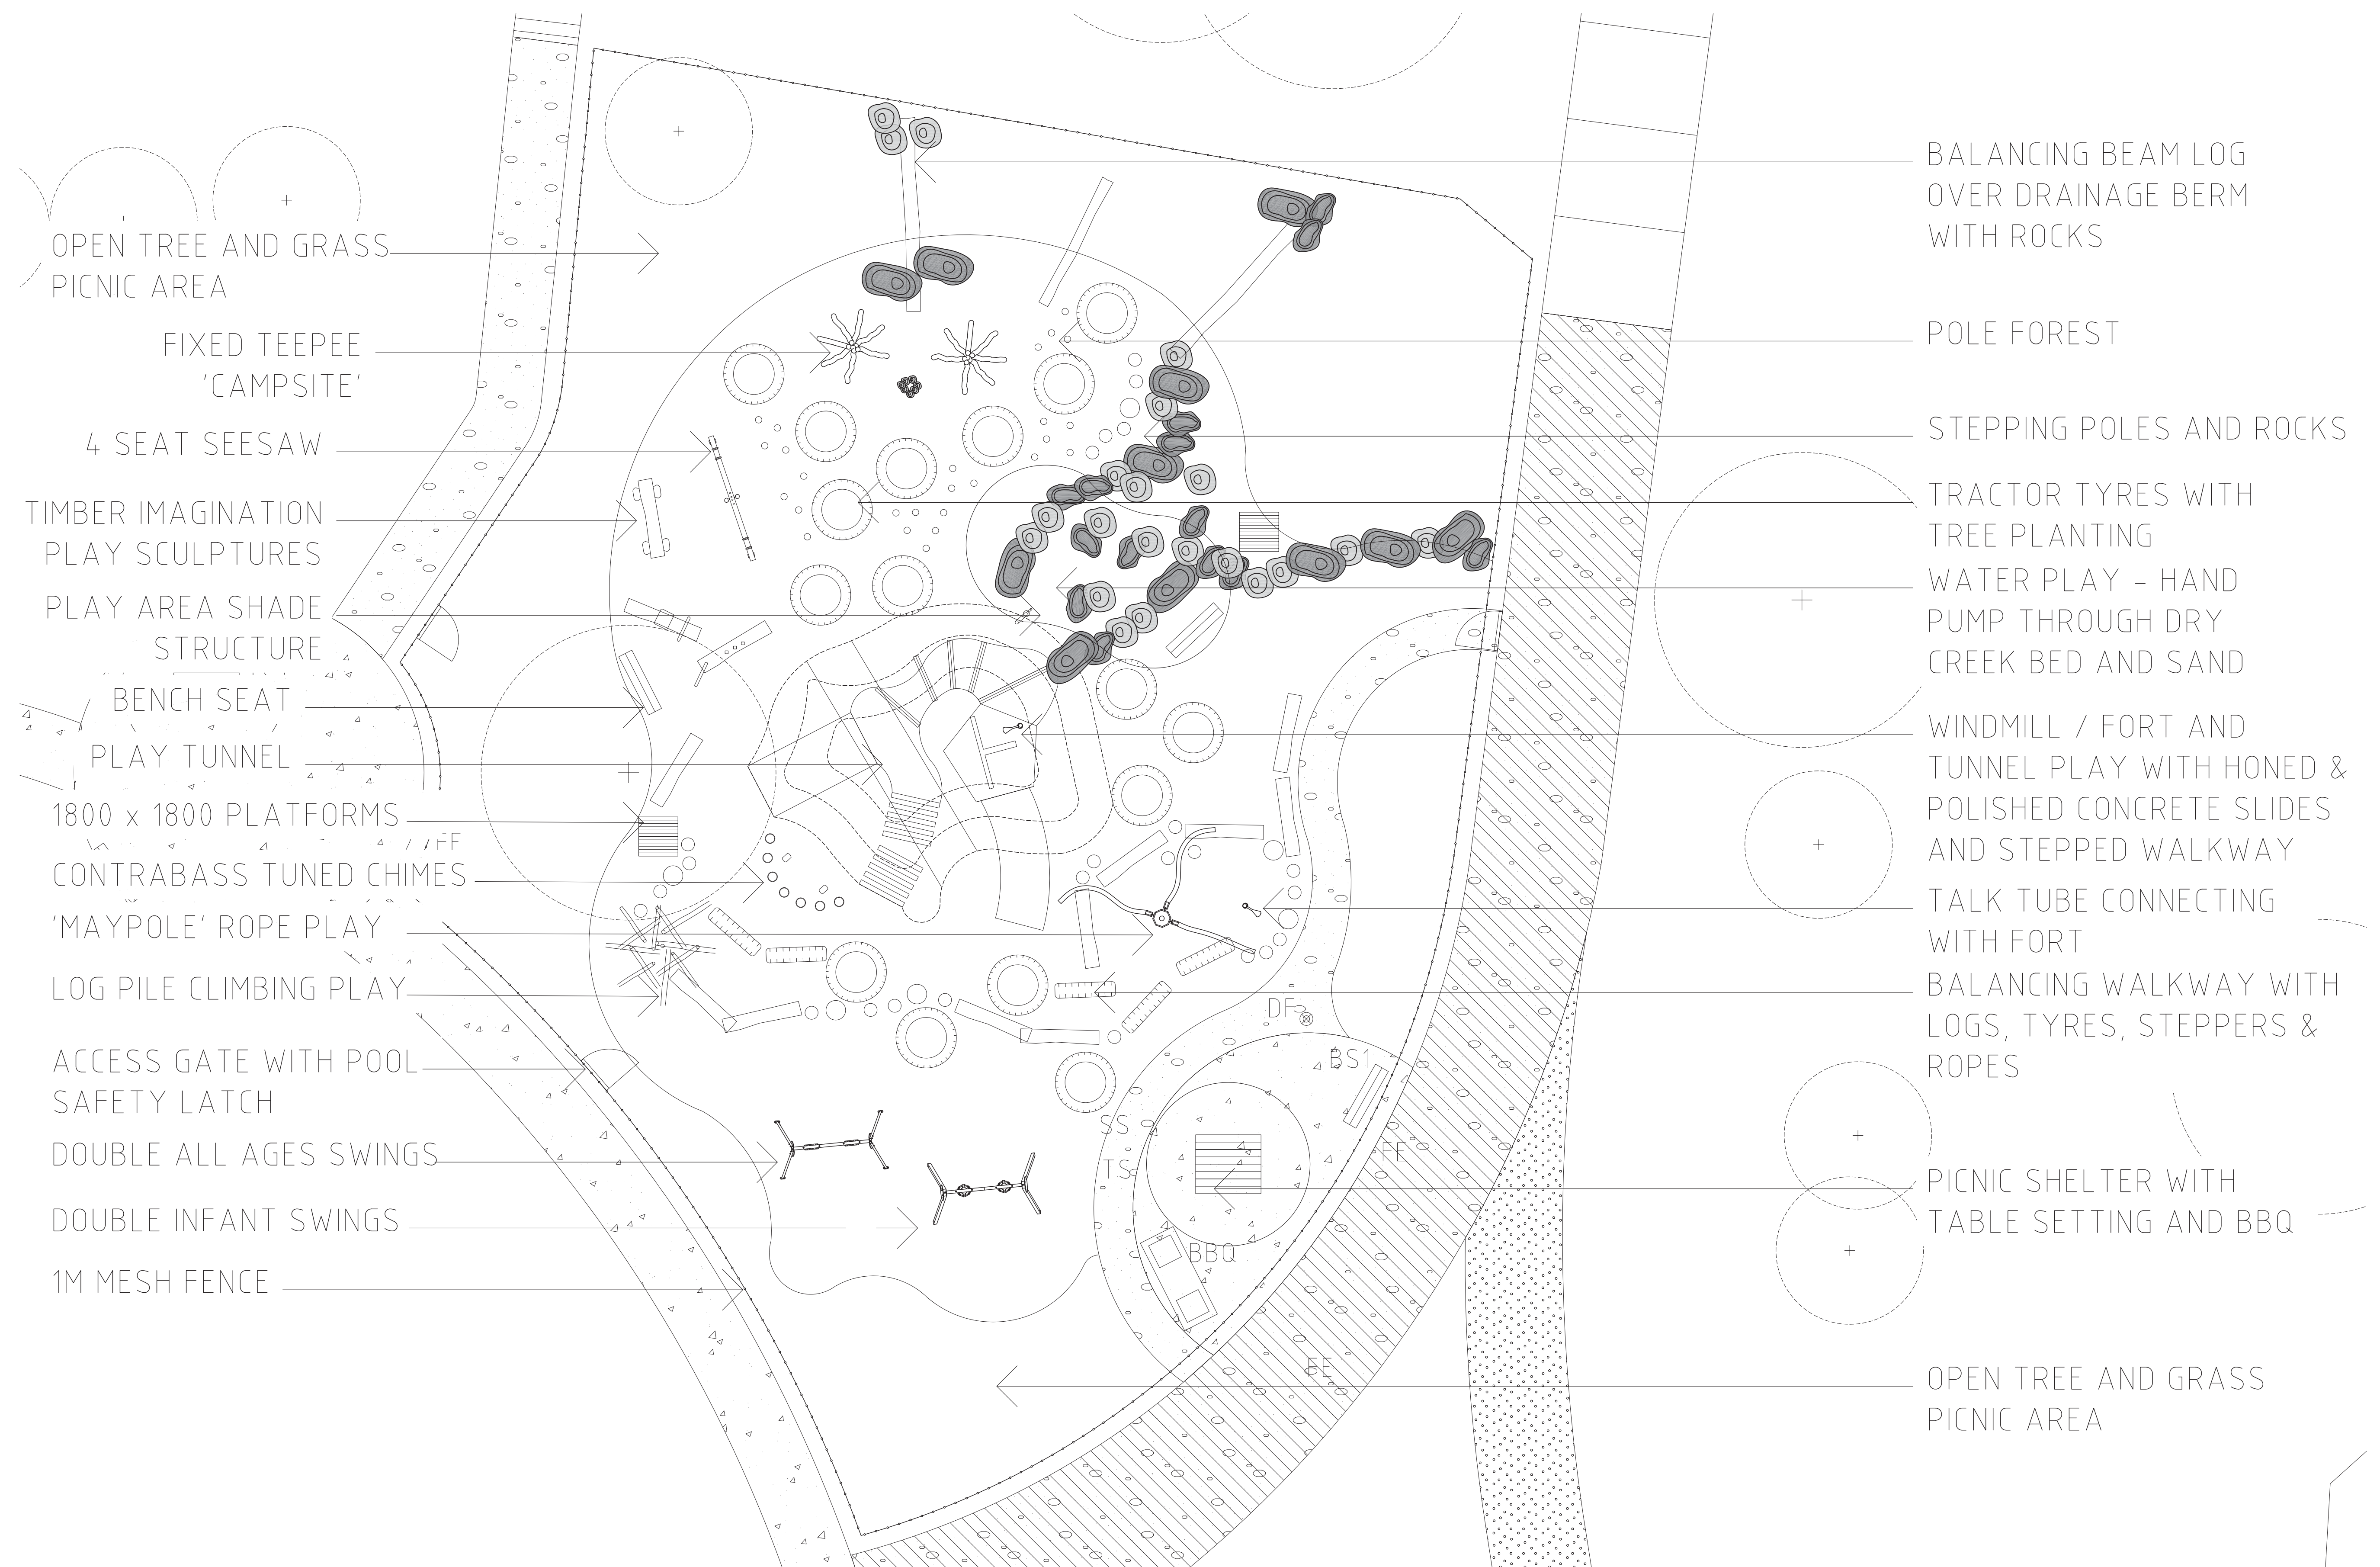 OPEN TREE AND GRASS
PICNIC AREA
FIXED TEEPEE
'CAMPSITE'
4 SEAT SEESAW
TIMBER IMAGINATION
PLAY SCULPTURES
PLAY AREA SHADE
STRUCTURE
BENCH SEAT
PLAY TUNNEL
1800 x 1800 PLATFORMS
CONTRABASS TUNED CHIMES
'MAYPOLE' ROPE PLAY
LOG PILE CLIMBING PLAY
ACCESS GATE WITH POOL
SAFETY LATCH
DOUBLE ALL AGES SWINGS
DOUBLE INFANT SWINGS
1M MESH FENCE
DF
BS1
SS
FE
TS
BBQ
FE
BALANCING BEAM LOG
OVER DRAINAGE BERM
WITH ROCKS
POLE FOREST
STEPPING POLES AND ROCKS
TRACTOR TYRES WITH
TREE PLANTING
WATER PLAY - HAND
PUMP THROUGH DRY
CREEK BED AND SAND
WINDMILL / FORT AND
TUNNEL PLAY WITH HONED &
POLISHED CONCRETE SLIDES
AND STEPPED WALKWAY
TALK TUBE CONNECTING
WITH FORT
BALANCING WALKWAY WITH
LOGS, TYRES, STEPPERS &
ROPES
PICNIC SHELTER WITH
TABLE SETTING AND BBQ
OPEN TREE AND GRASS
PICNIC AREA